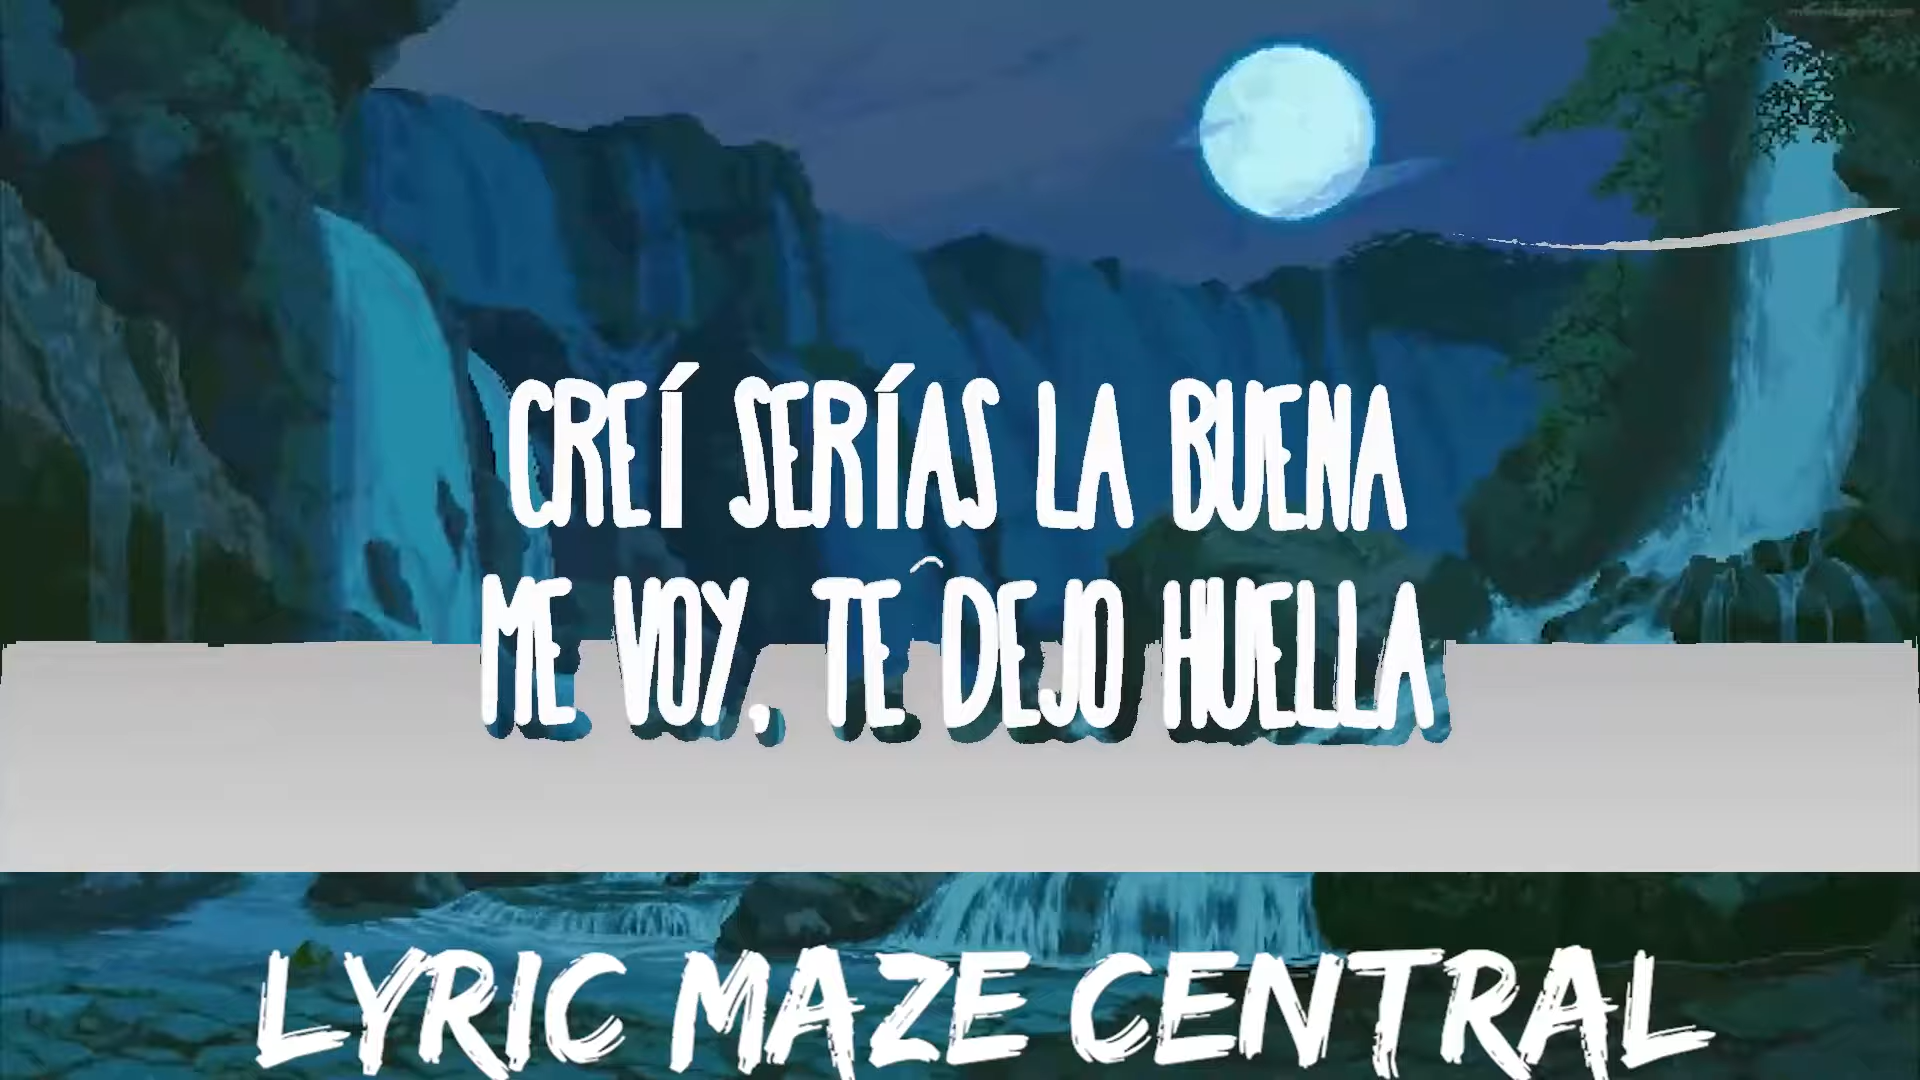 CREÍ SERÍAS LA BUENA
ME VOY, TE DEJO HUELLA
LYRIC MAZE CENTRAL